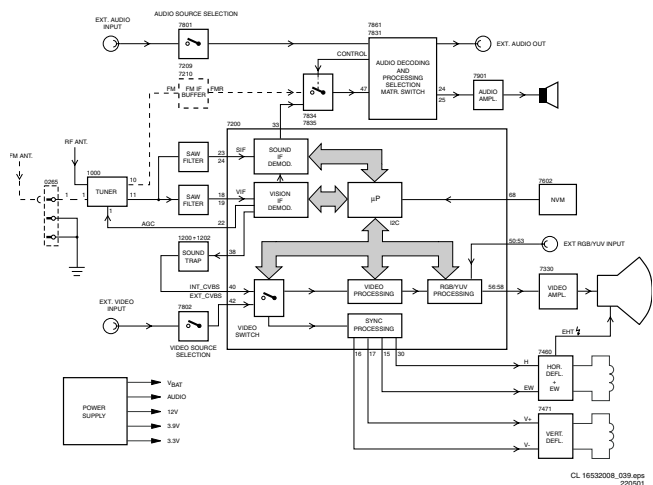 AUDIO SOURCE SELECTION
EXT. AUDIO
INPUT
7801
7861
7831
EXT. AUDIO OUT
CONTROL
AUDIO DECODING
AND
PROCESSING
SELECTION
MATR. SWITCH
7209
7210
FM
FM IF
BUFFER
FMR
47
24
25
7901
AUDIO
AMPL.
7834
7835
33
7200
RF ANT.
FM ANT.
0265
1
1
1000
TUNER
10
11
1
SAW
FILTER
23
24
SIF
SOUND
IF
DEMOD.
SAW
FILTER
18
19
VIF
VISION
IF
DEMOD.
µP
I2C
68
7602
NVM
AGC
22
1200+1202
SOUND
TRAP
38
50:53
EXT RGB/YUV INPUT
INT_CVBS
40
EXT_CVBS
42
EXT. VIDEO
INPUT
7802
VIDEO SOURCE
SELECTION
VIDEO
SWITCH
VIDEO
PROCESSING
RGB/YUV
PROCESSING
56:58
7330
VIDEO
AMPL.
SYNC
PROCESSING
16
17
15
30
EHT
7460
H
EW
HOR.
DEFL.
+
EW
7471
V+
V-
VERT.
DEFL.
POWER
SUPPLY
VBAT
AUDIO
12V
3.9V
3.3V
CL 16532008_039.eps
220501